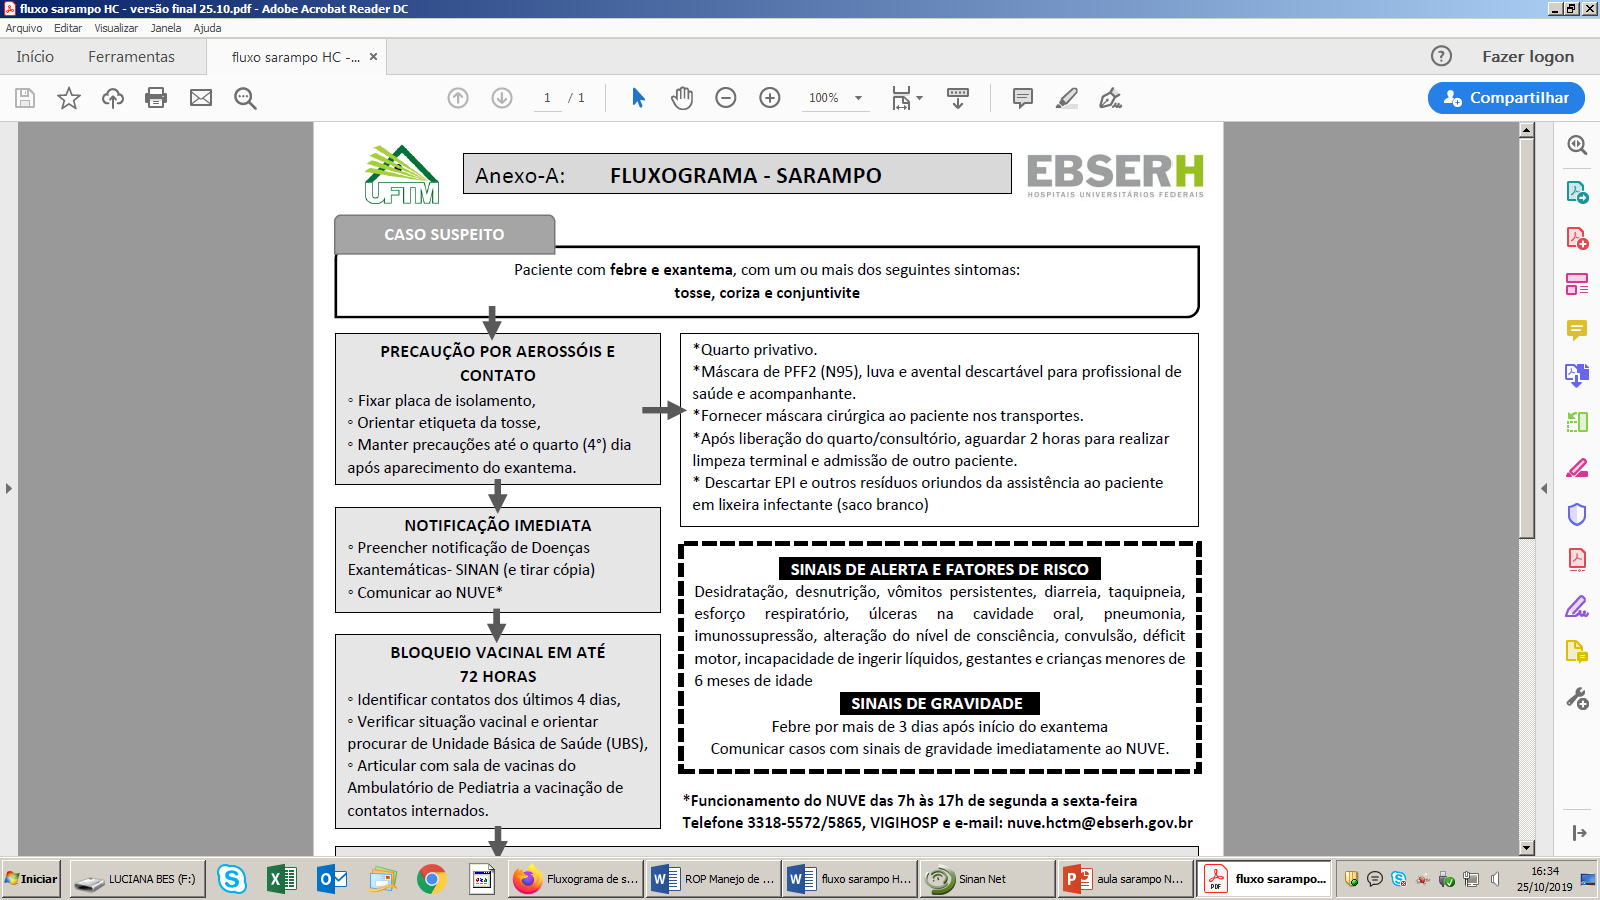 fluxo sarampo HC - versão final 25.10.pdf - Adobe Acrobat Reader DC
Arquivo Editar Visualizar Janela Ajuda
Início Ferramentas fluxo sarampo HC -... Fazer logon
1 / 1 100% Compartilhar
UFTM
Anexo-A: FLUXOGRAMA - SARAMPO
EBSERH
HOSPITAIS UNIVERSITÁRIOS FEDERAIS
CASO SUSPEITO
Paciente com febre e exantema, com um ou mais dos seguintes sintomas:
tosse, coriza e conjuntivite
PRECAUÇÃO POR AEROSSÓIS E
CONTATO
◦ Fixar placa de isolamento,
◦ Orientar etiqueta da tosse,
◦ Manter precauções até o quarto (4°) dia
após aparecimento do exantema.
*Quarto privativo.
*Máscara de PFF2 (N95), luva e avental descartável para profissional de
saúde e acompanhante.
*Fornecer máscara cirúrgica ao paciente nos transportes.
*Após liberação do quarto/consultório, aguardar 2 horas para realizar
limpeza terminal e admissão de outro paciente.
* Descartar EPI e outros resíduos oriundos da assistência ao paciente
em lixeira infectante (saco branco)
NOTIFICAÇÃO IMEDIATA
◦ Preencher notificação de Doenças
Exantemáticas- SINAN (e tirar cópia)
◦ Comunicar ao NUVE*
SINAIS DE ALERTA E FATORES DE RISCO
Desidratação, desnutrição, vômitos persistentes, diarreia, taquipneia,
esforço respiratório, úlceras na cavidade oral, pneumonia,
imunossupressão, alteração do nível de consciência, convulsão, déficit
motor, incapacidade de ingerir líquidos, gestantes e crianças menores de
6 meses de idade
SINAIS DE GRAVIDADE
Febre por mais de 3 dias após início do exantema
Comunicar casos com sinais de gravidade imediatamente ao NUVE.
BLOQUEIO VACINAL EM ATÉ
72 HORAS
◦ Identificar contatos dos últimos 4 dias,
◦ Verificar situação vacinal e orientar
procurar de Unidade Básica de Saúde (UBS),
◦ Articular com sala de vacinas do
Ambulatório de Pediatria a vacinação de
contatos internados.
*Funcionamento do NUVE das 7h às 17h de segunda a sexta-feira
Telefone 3318-5572/5865, VIGIHOSP e e-mail: nuve.hctm@ebserh.gov.br
Iniciar LUCIANA BES (F:) Fluxograma de s... ROP Manejo de ... fluxo sarampo H... Sinan Net aula sarampo N... fluxo sarampo... 16:34
25/10/2019